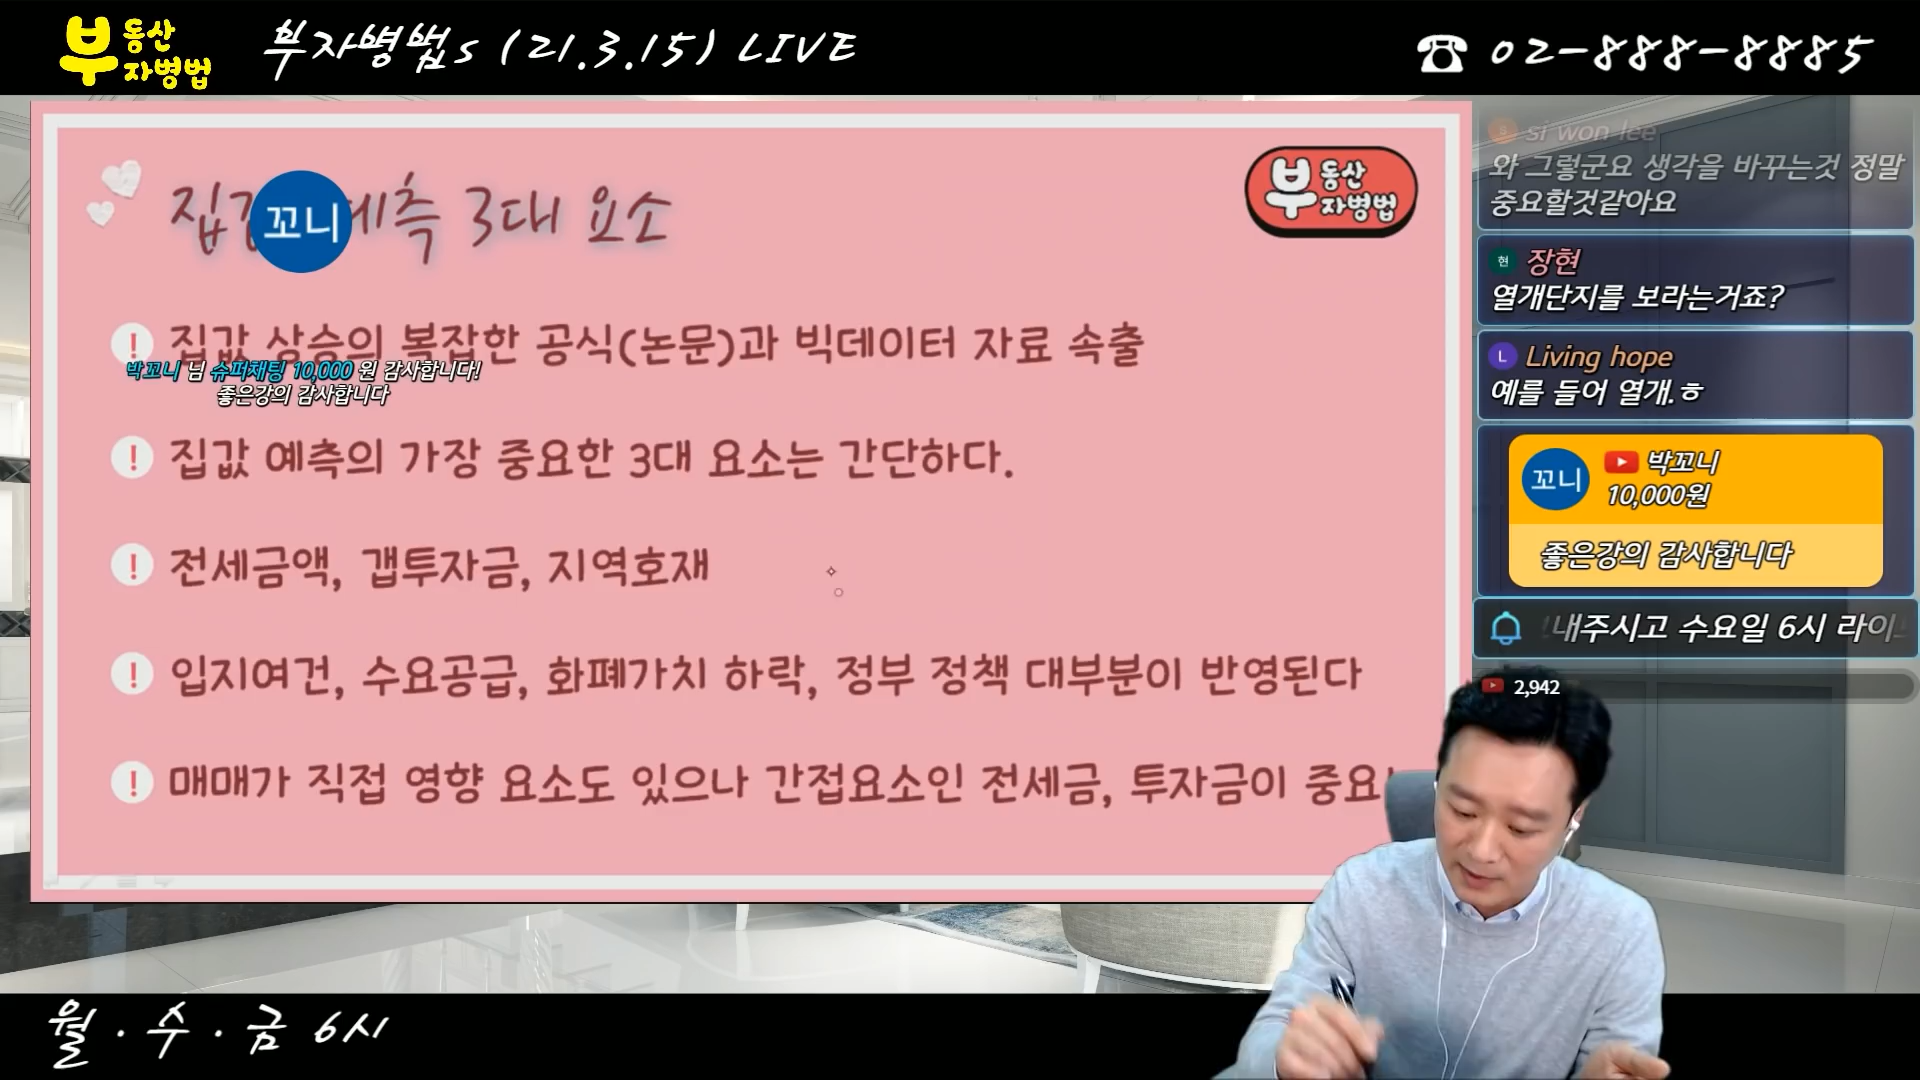 부동산
자병법
부자병법s (21.3.15) LIVE
☎ 02-888-8885
집값 예측 3대 요소
꼬니
부동산
자병법
! 집값 상승의 복잡한 공식(논문)과 빅데이터 자료 속출
박꼬니 님 슈퍼채팅 10,000 원 감사합니다!
좋은강의 감사합니다
! 집값 예측의 가장 중요한 3대 요소는 간단하다.
! 전세금액, 갭투자금, 지역호재
! 입지여건, 수요공급, 화폐가치 하락, 정부 정책 대부분이 반영된다
! 매매가 직접 영향 요소도 있으나 간접요소인 전세금, 투자금이 중요!
S si won lee
와 그렇군요 생각을 바꾸는것 정말
중요할것같아요
현 장현
열개단지를 보라는거죠?
L Living hope
예를 들어 열개.ㅎ
꼬니 박꼬니
10,000원
좋은강의 감사합니다
내주시고 수요일 6시 라이
2,942
월·수·금 6시